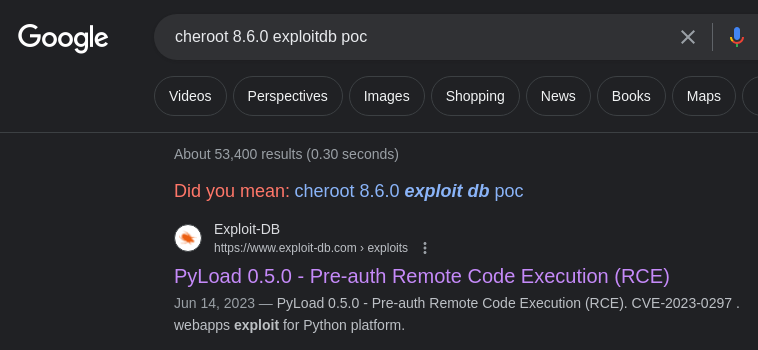 Google
cheroot 8.6.0 exploitdb poc
Videos
Perspectives
Images
Shopping
News
Books
Maps
About 53,400 results (0.30 seconds)
Did you mean: cheroot 8.6.0 exploit db poc
Exploit-DB
https://www.exploit-db.com › exploits
PyLoad 0.5.0 - Pre-auth Remote Code Execution (RCE)
Jun 14, 2023 — PyLoad 0.5.0 - Pre-auth Remote Code Execution (RCE). CVE-2023-0297 .
webapps exploit for Python platform.